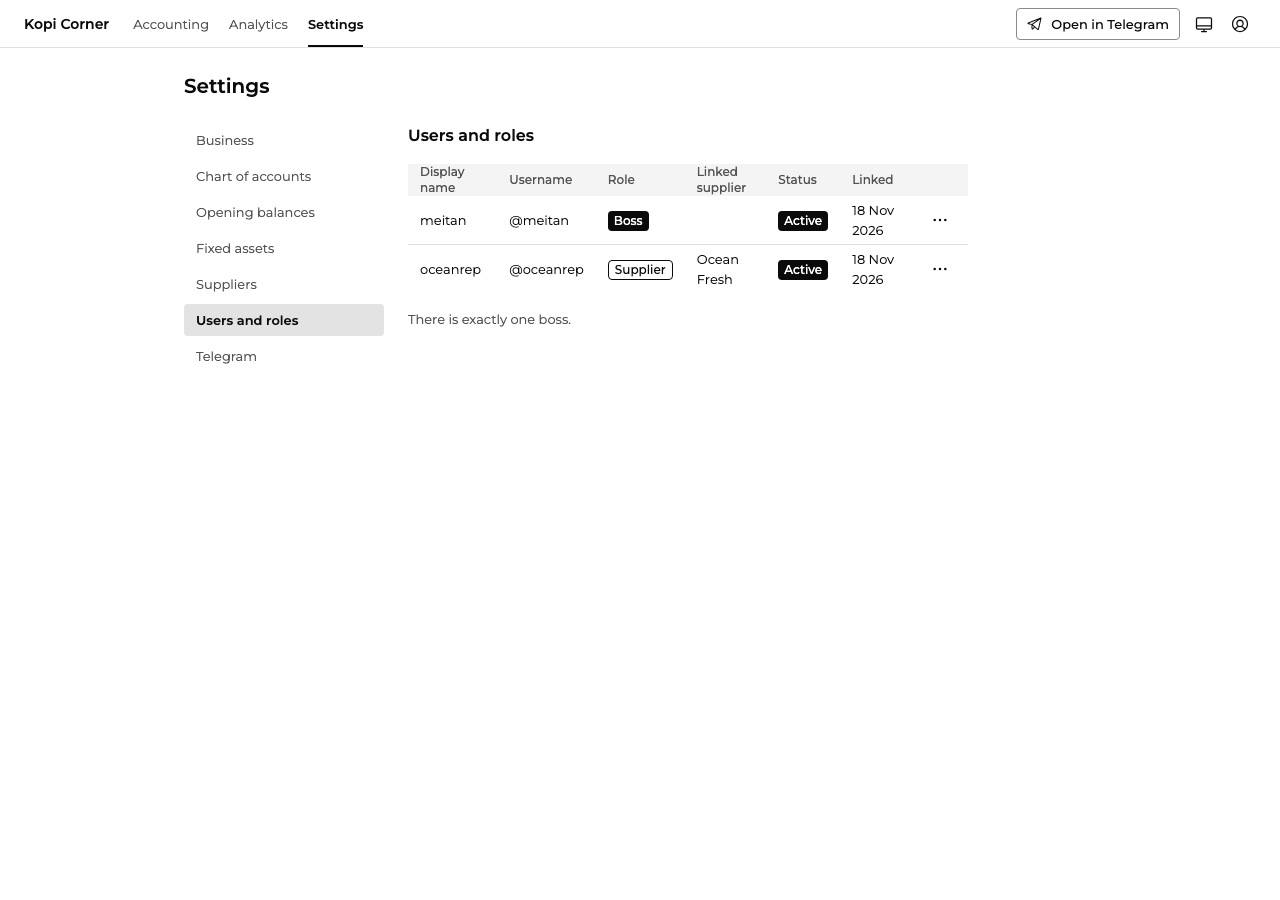 Kopi Corner Accounting Analytics Settings Open in Telegram
Settings
Business
Chart of accounts
Opening balances
Fixed assets
Suppliers
Users and roles
Telegram
Users and roles
Display name Username Role Linked supplier Status Linked
meitan @meitan Boss Active 18 Nov 2026
oceanrep @oceanrep Supplier Ocean Fresh Active 18 Nov 2026
There is exactly one boss.